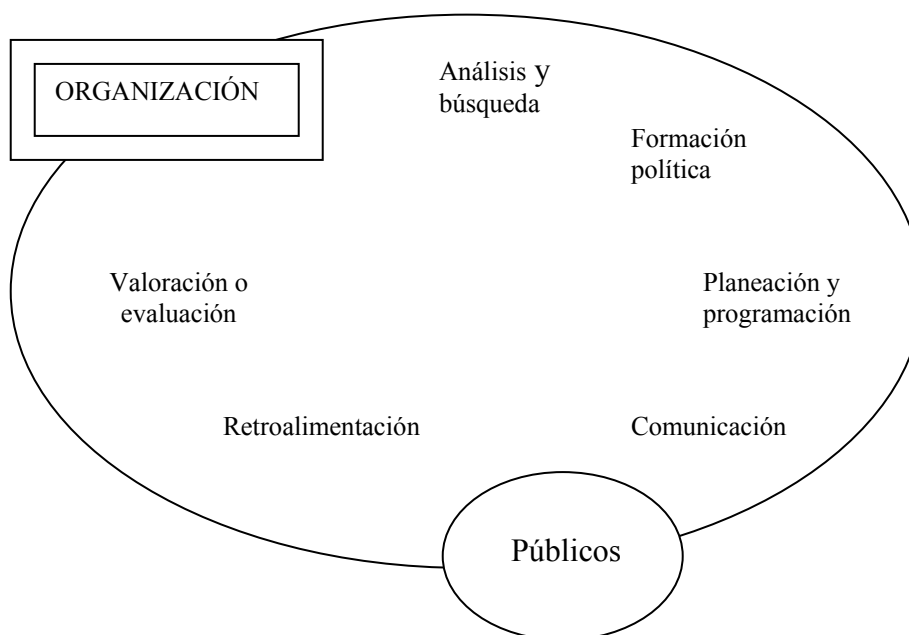 ORGANIZACIÓN
Análisis y
búsqueda
Formación
política
Planeación y
programación
Comunicación
Públicos
Retroalimentación
Valoración o
evaluación